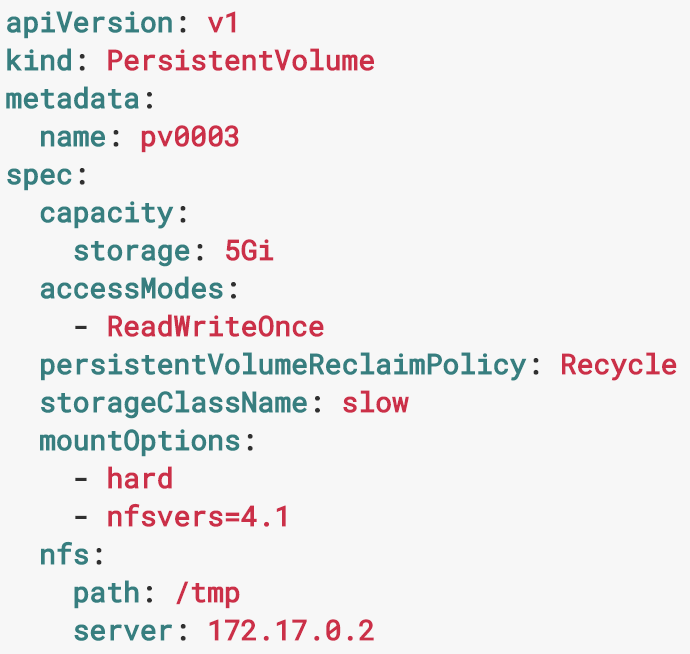 apiVersion: v1
kind: PersistentVolume
metadata:
  name: pv0003
spec:
  capacity:
    storage: 5Gi
  accessModes:
    - ReadWriteOnce
  persistentVolumeReclaimPolicy: Recycle
  storageClassName: slow
  mountOptions:
    - hard
    - nfsvers=4.1
  nfs:
    path: /tmp
    server: 172.17.0.2